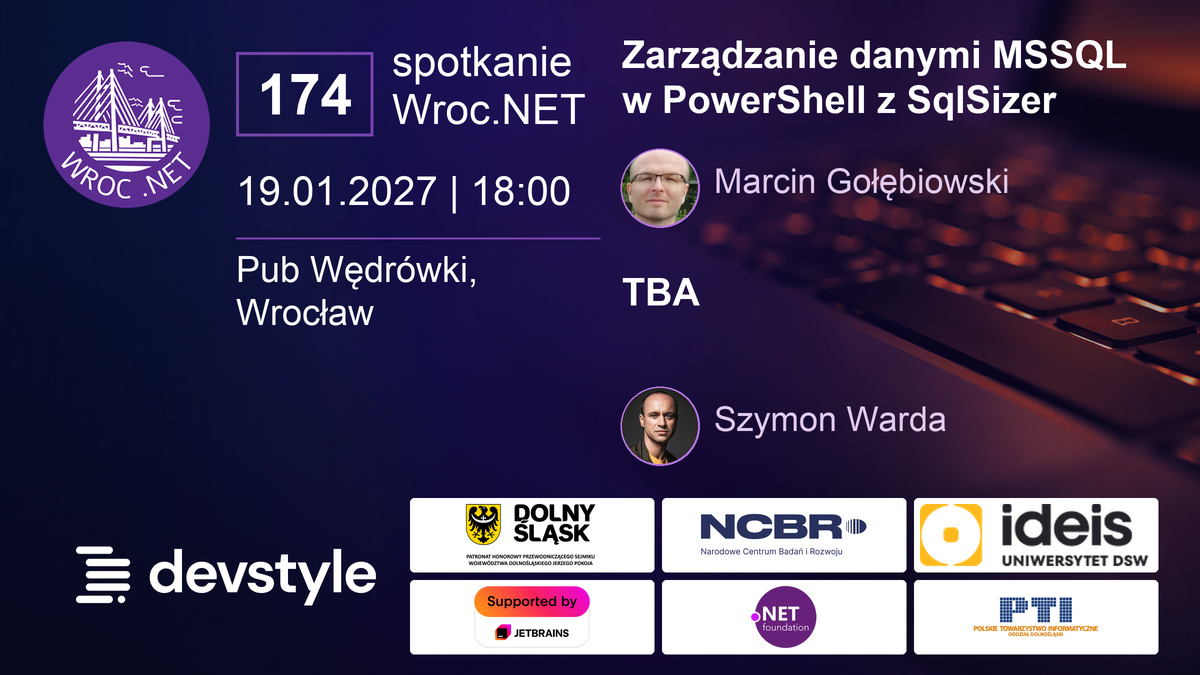 WROC .NET
174
spotkanie
Wroc.NET
19.01.2027 | 18:00
Pub Wędrówki,
Wrocław
Zarządzanie danymi MSSQL
w PowerShell z SqlSizer
Marcin Gołębiowski
TBA
Szymon Warda
devstyle
DOLNY
ŚLĄSK
PATRONAT HONOROWY PRZEWODNICZĄCEGO SEJMIKU
WOJEWÓDZTWA DOLNOŚLĄSKIEGO JERZEGO POKOJA
NCBR
Narodowe Centrum Badań i Rozwoju
ideis
UNIWERSYTET DSW
Supported by
JETBRAINS
.NET
foundation
PTI
POLSKIE TOWARZYSTWO INFORMATYCZNE
ODDZIAŁ DOLNOŚLĄSKI